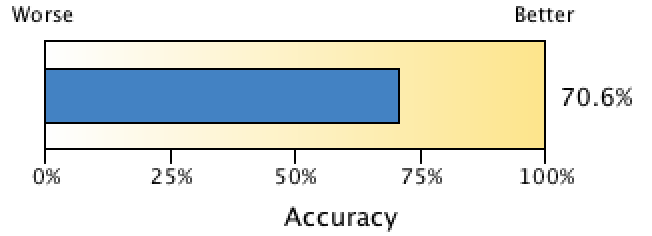 Worse Better
70.6%
0% 25% 50% 75% 100%
Accuracy